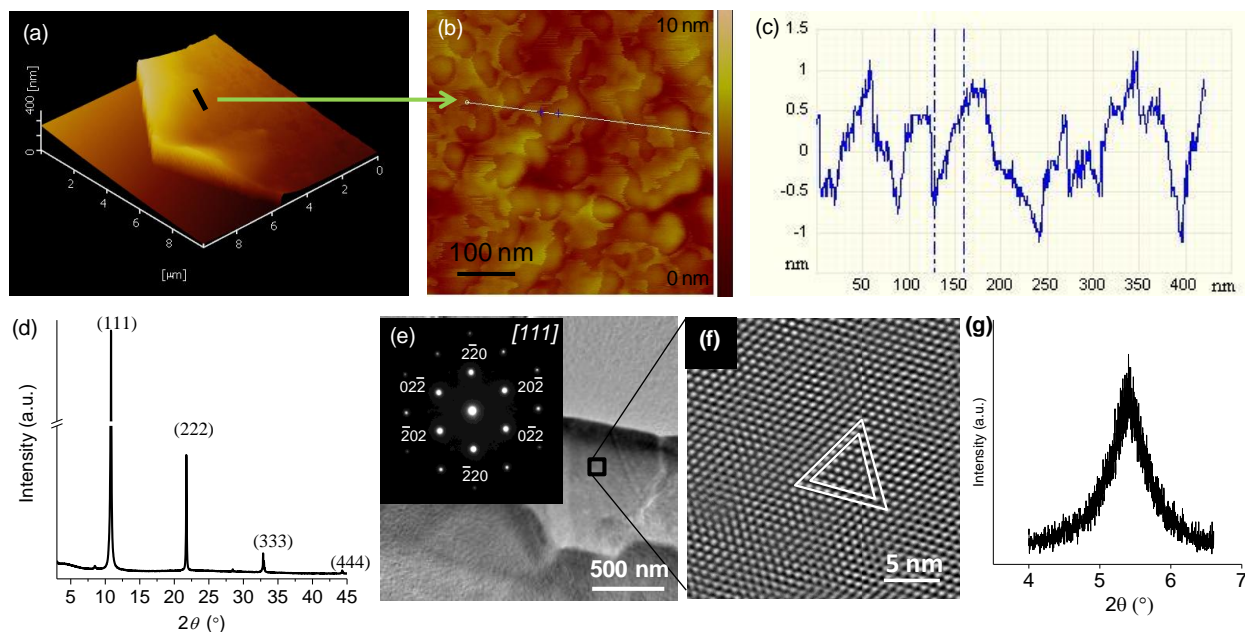 (a)
400 [nm]
0
2
4
6
8
[μm]
8
6
4
2
0
(b)
10 nm
100 nm
0 nm
(c)
1.5
1
0.5
0
-0.5
-1
nm
50 100 150 200 250 300 350 400 nm
(d)
(111)
(222)
(333)
(444)
Intensity (a.u.)
5 10 15 20 25 30 35 40 45
2θ (°)
(e)
[111]
2̄20
022̄
202̄
2̄02
02̄2
2̄20
500 nm
(f)
5 nm
(g)
Intensity (a.u.)
4 5 6 7
2θ (°)